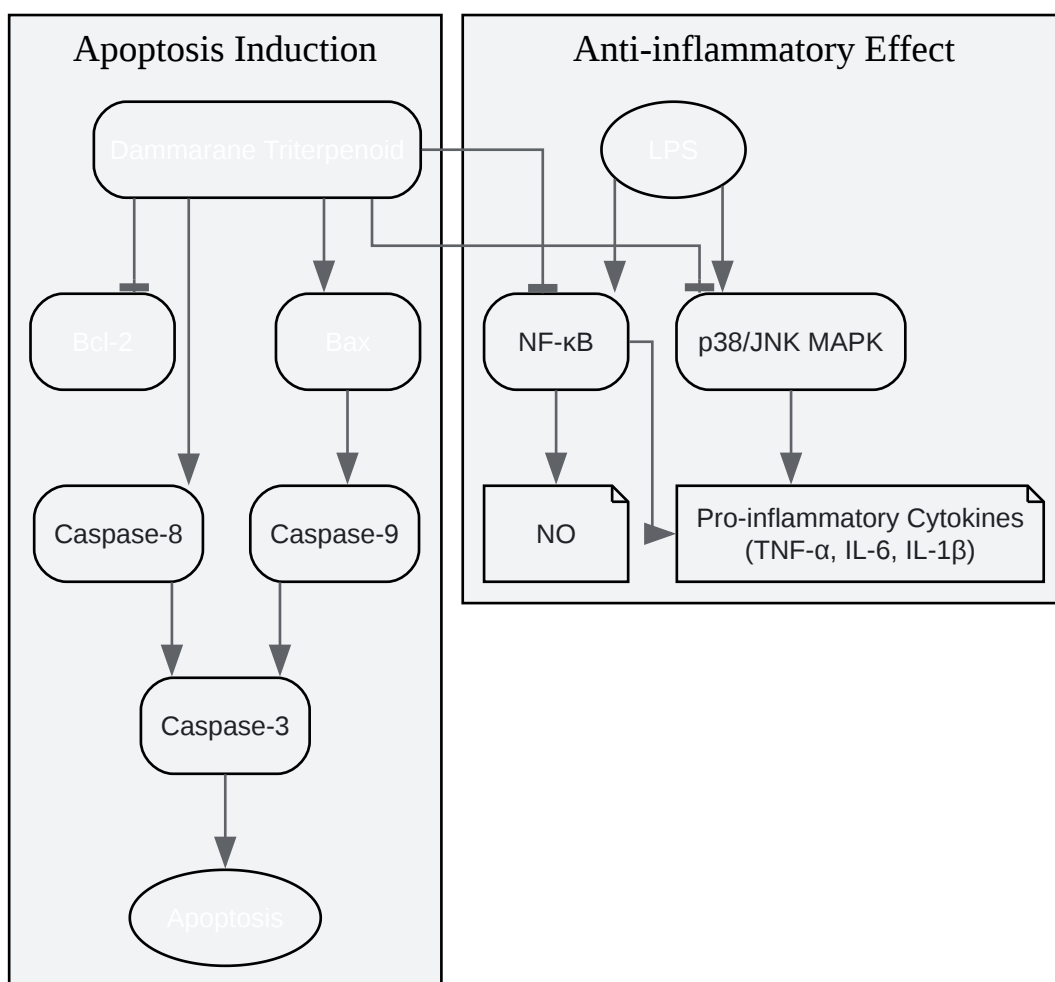 Apoptosis Induction
Anti-inflammatory Effect
Dammarane Triterpenoid
LPS
Bcl-2
Bax
NF-κB
p38/JNK MAPK
Caspase-8
Caspase-9
NO
Pro-inflammatory Cytokines
(TNF-α, IL-6, IL-1β)
Caspase-3
Apoptosis